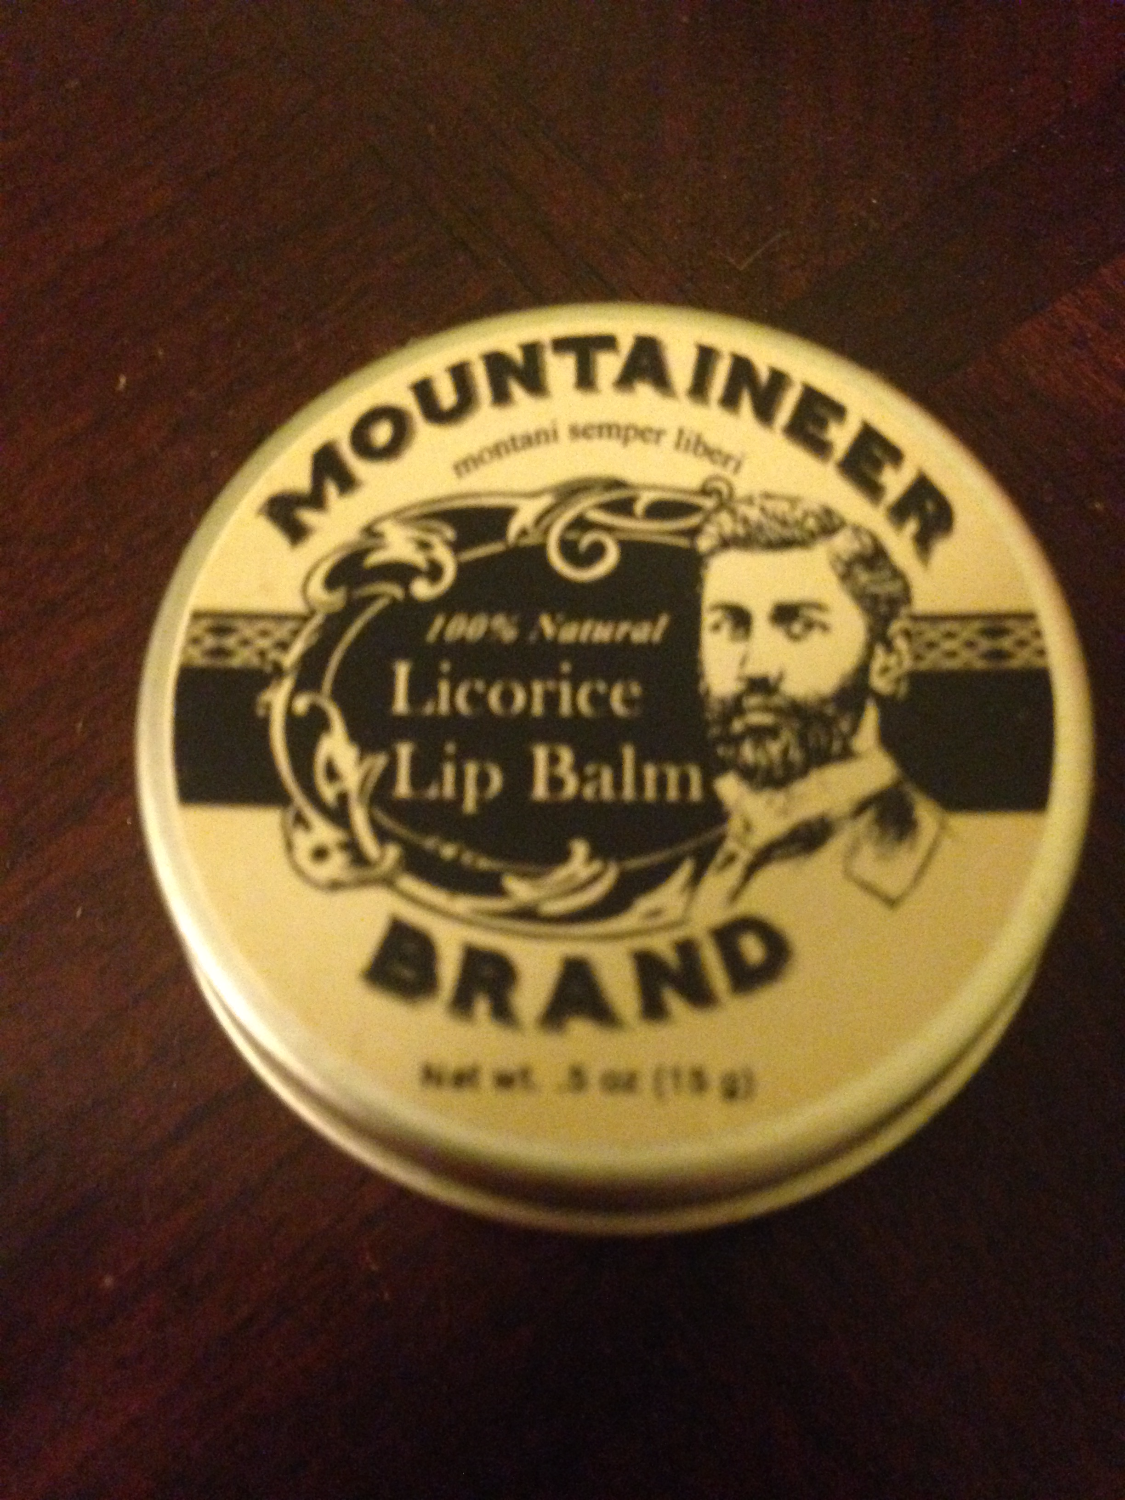 MOUNTAINEER
montani semper liberi
100% Natural
Licorice
Lip Balm
BRAND
Net wt. .5 oz (15 g)